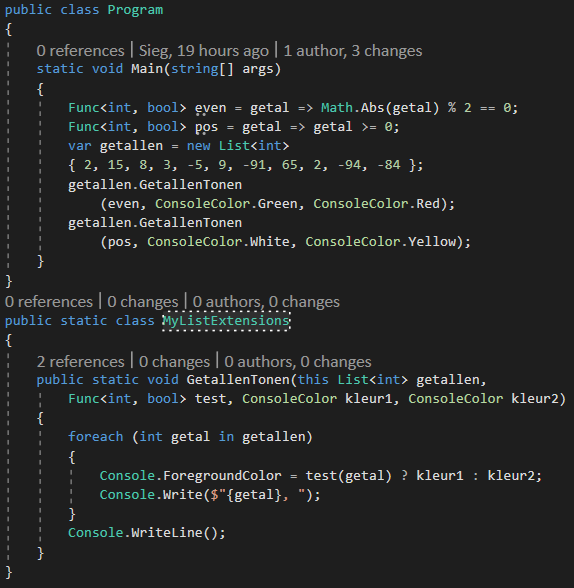 public class Program
{
0 references | Sieg, 19 hours ago | 1 author, 3 changes
static void Main(string[] args)
{
Func<int, bool> even = getal => Math.Abs(getal) % 2 == 0;
Func<int, bool> pos = getal => getal >= 0;
var getallen = new List<int>
{ 2, 15, 8, 3, -5, 9, -91, 65, 2, -94, -84 };
getallen.GetallenTonen
(even, ConsoleColor.Green, ConsoleColor.Red);
getallen.GetallenTonen
(pos, ConsoleColor.White, ConsoleColor.Yellow);
}
}
0 references | 0 changes | 0 authors, 0 changes
public static class MyListExtensions
{
2 references | 0 changes | 0 authors, 0 changes
public static void GetallenTonen(this List<int> getallen,
Func<int, bool> test, ConsoleColor kleur1, ConsoleColor kleur2)
{
foreach (int getal in getallen)
{
Console.ForegroundColor = test(getal) ? kleur1 : kleur2;
Console.Write($"{getal}, ");
}
Console.WriteLine();
}
}